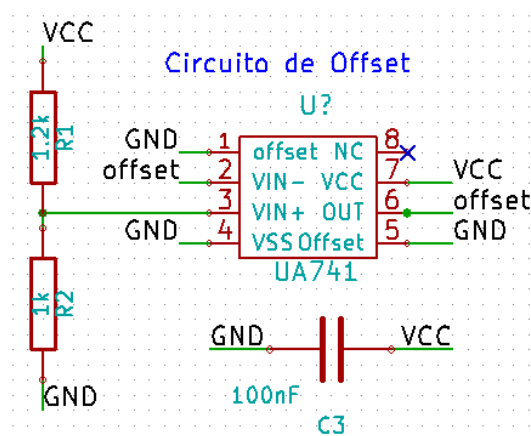 VCC
Circuito de Offset
U?
1.2k
R1
GND 1 offset NC 8
offset 2 VIN- VCC 7 VCC
3 VIN+ OUT 6 offset
GND 4 VSS Offset 5 GND
UA741
1k
R2
GND VCC
GND
100nF
C3